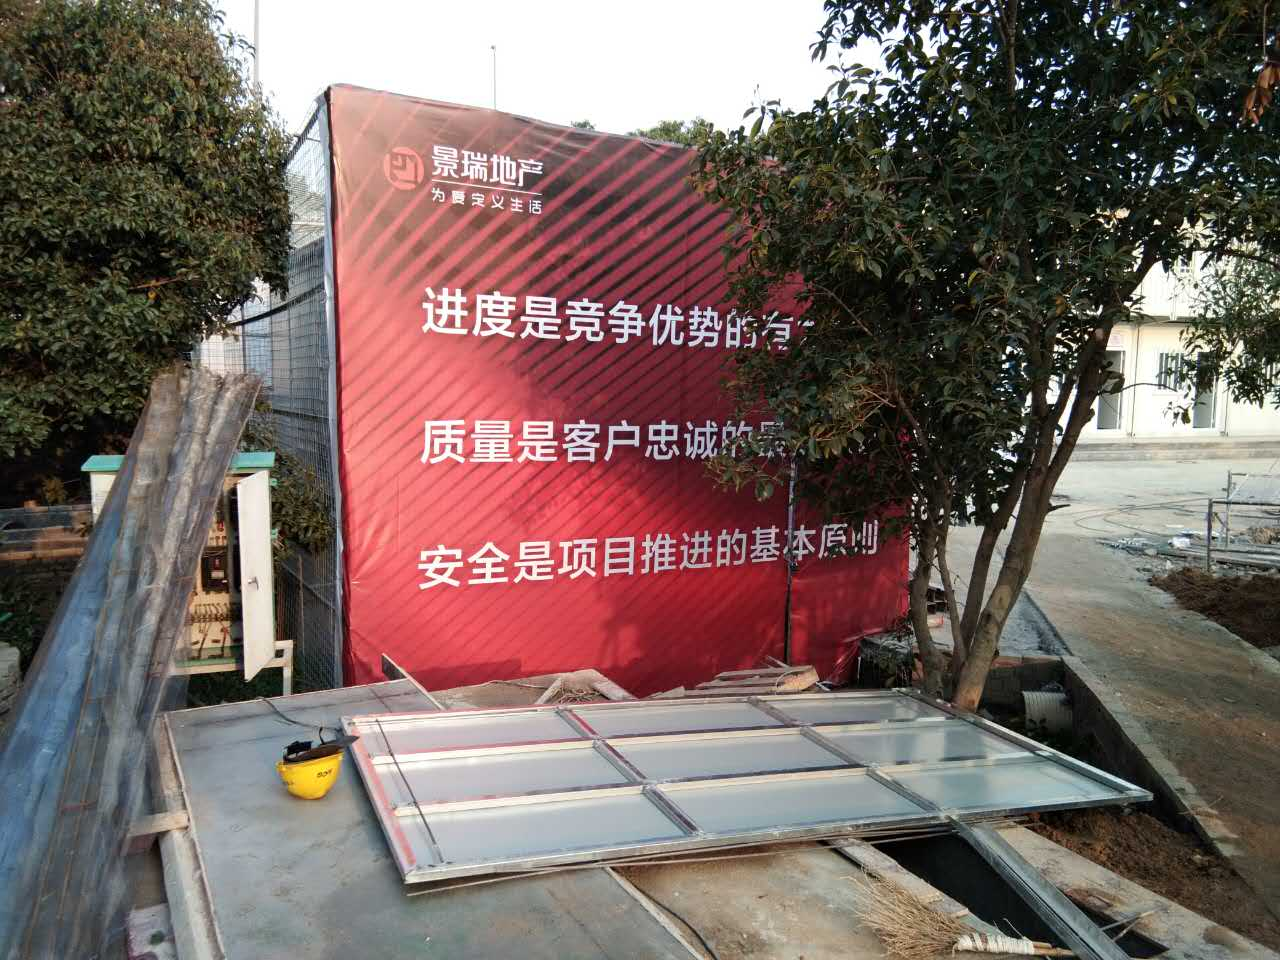 景瑞地产
为爱定义生活
进度是竞争优势的有
质量是客户忠诚的最
安全是项目推进的基本原则